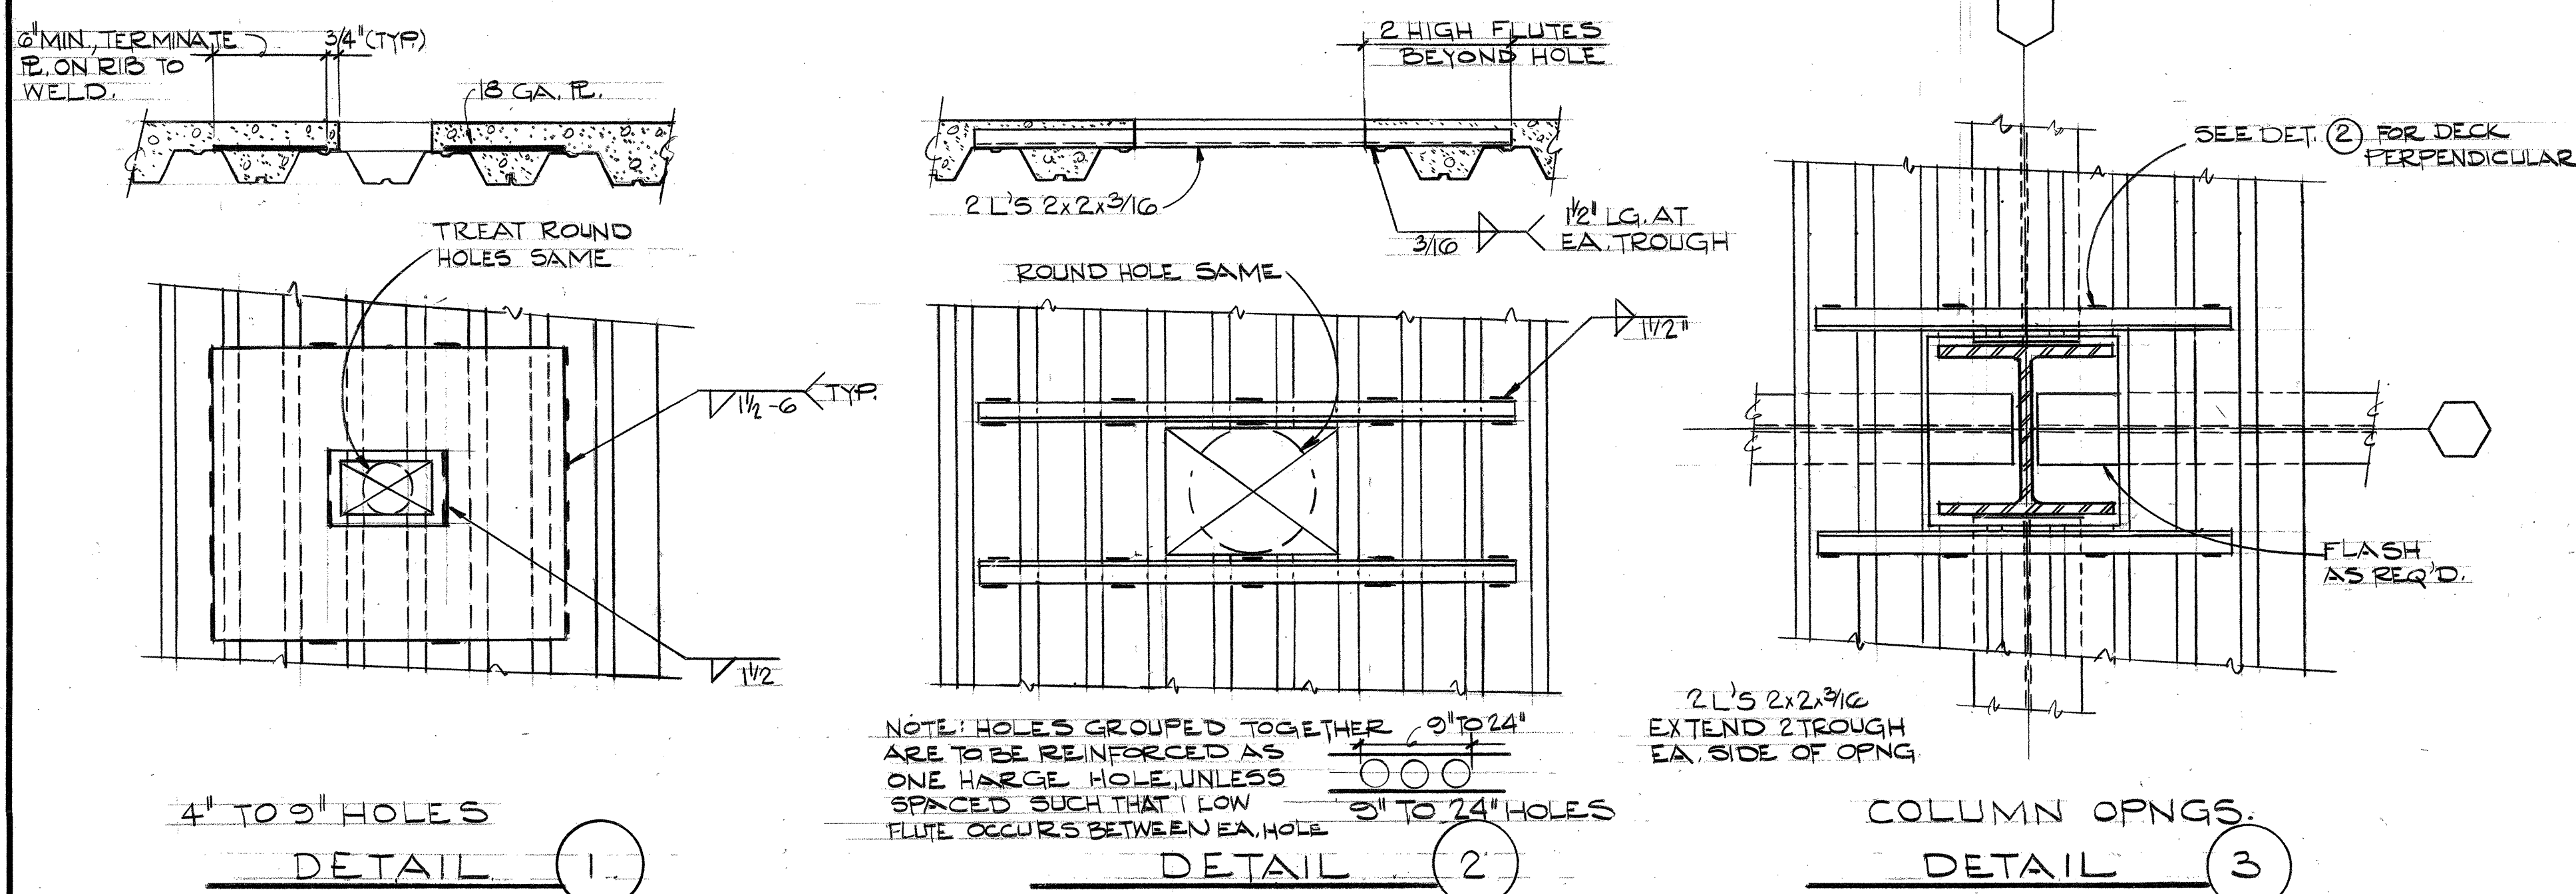 6" MIN., TERMINATE
PL. ON RIB TO
WELD.
3/4" (TYP.)
18 GA. PL.
TREAT ROUND
HOLES SAME
1 1/2-6 TYP.
1 1/2
4" TO 9" HOLES
DETAIL 1
2 HIGH FLUTES
BEYOND HOLE
2 L'S 2x2x3/16
3/16
1 1/2" LG. AT
EA. TROUGH
ROUND HOLE SAME
1 1/2"
NOTE: HOLES GROUPED TOGETHER
ARE TO BE REINFORCED AS
ONE HARGE HOLE, UNLESS
SPACED SUCH THAT 1 LOW
FLUTE OCCURS BETWEEN EA. HOLE
9" TO 24"
9" TO 24" HOLES
DETAIL 2
SEE DET. 2 FOR DECK
PERPENDICULAR
FLASH
AS REQ'D.
2 L'S 2x2x3/16
EXTEND 2 TROUGH
EA. SIDE OF OPNG
COLUMN OPNGS.
DETAIL 3